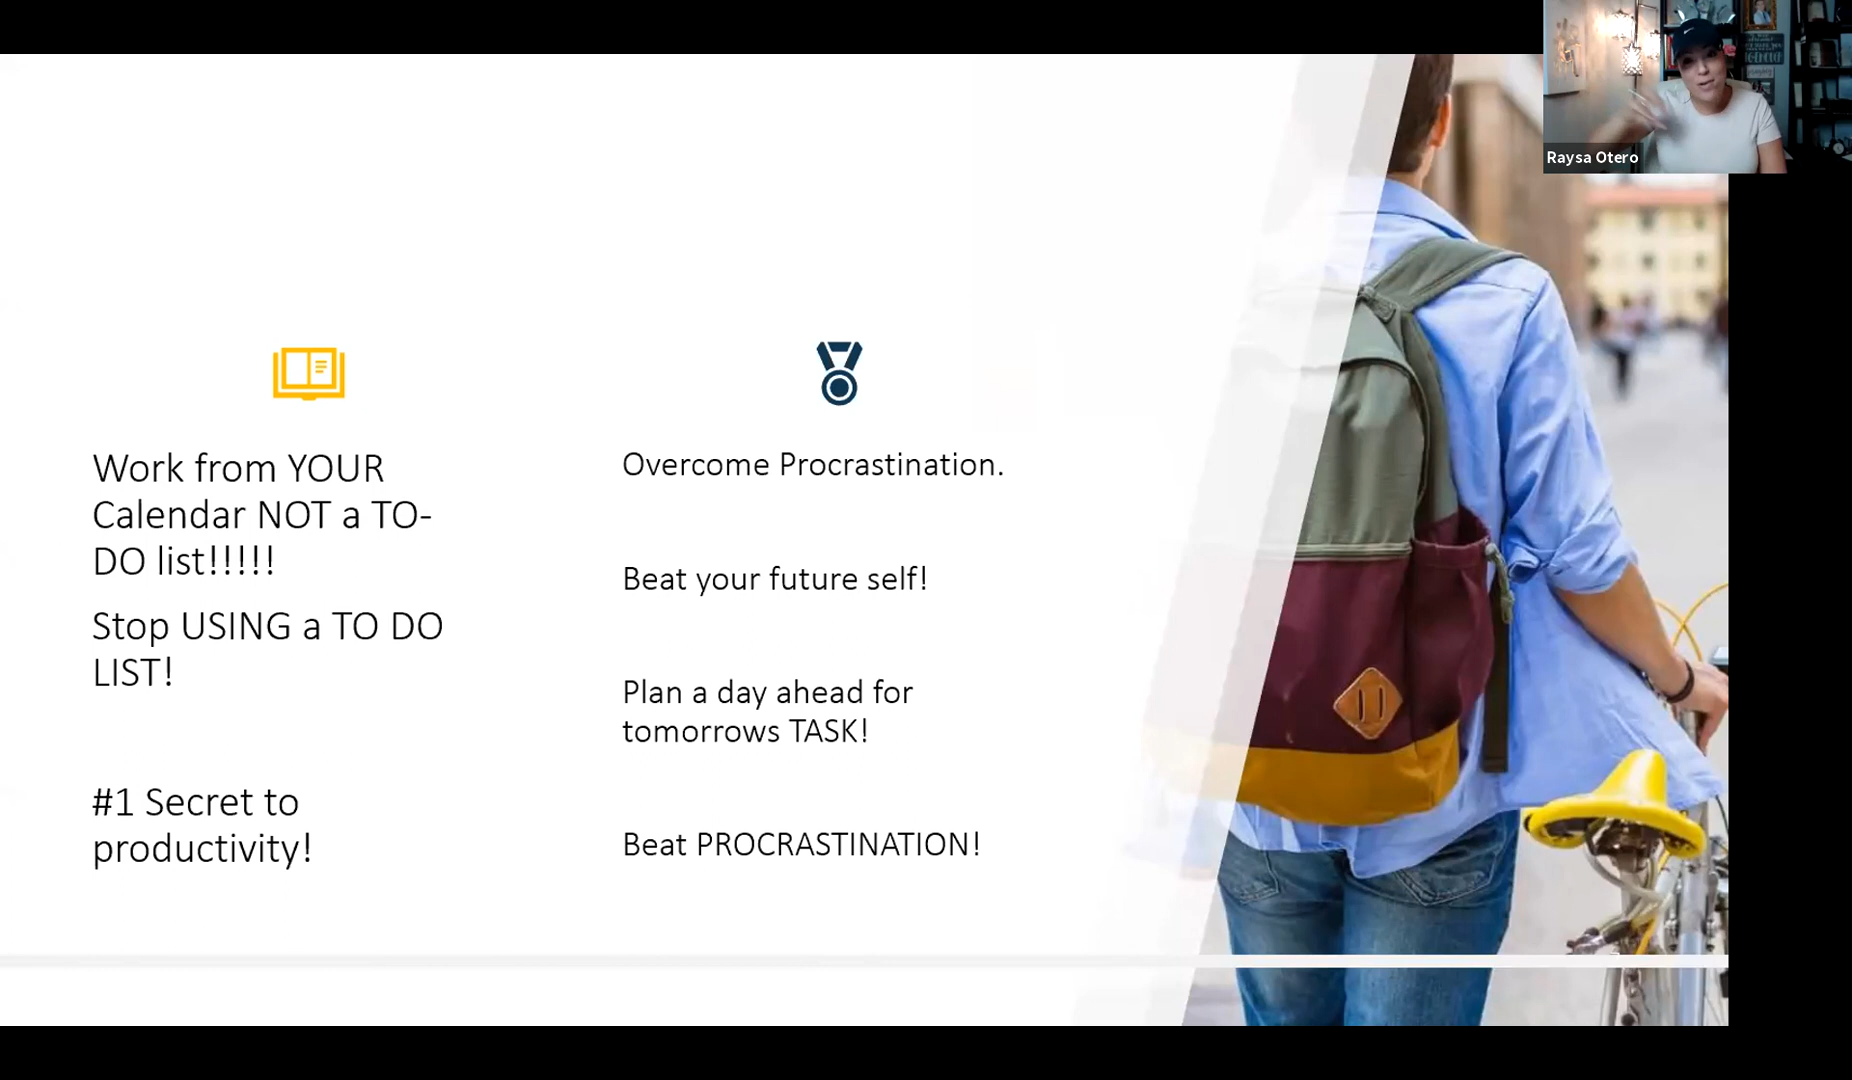 Raysa Otero
Work from YOUR
Calendar NOT a TO-
DO list!!!!!
Stop USING a TO DO
LIST!
#1 Secret to
productivity!
Overcome Procrastination.
Beat your future self!
Plan a day ahead for
tomorrows TASK!
Beat PROCRASTINATION!